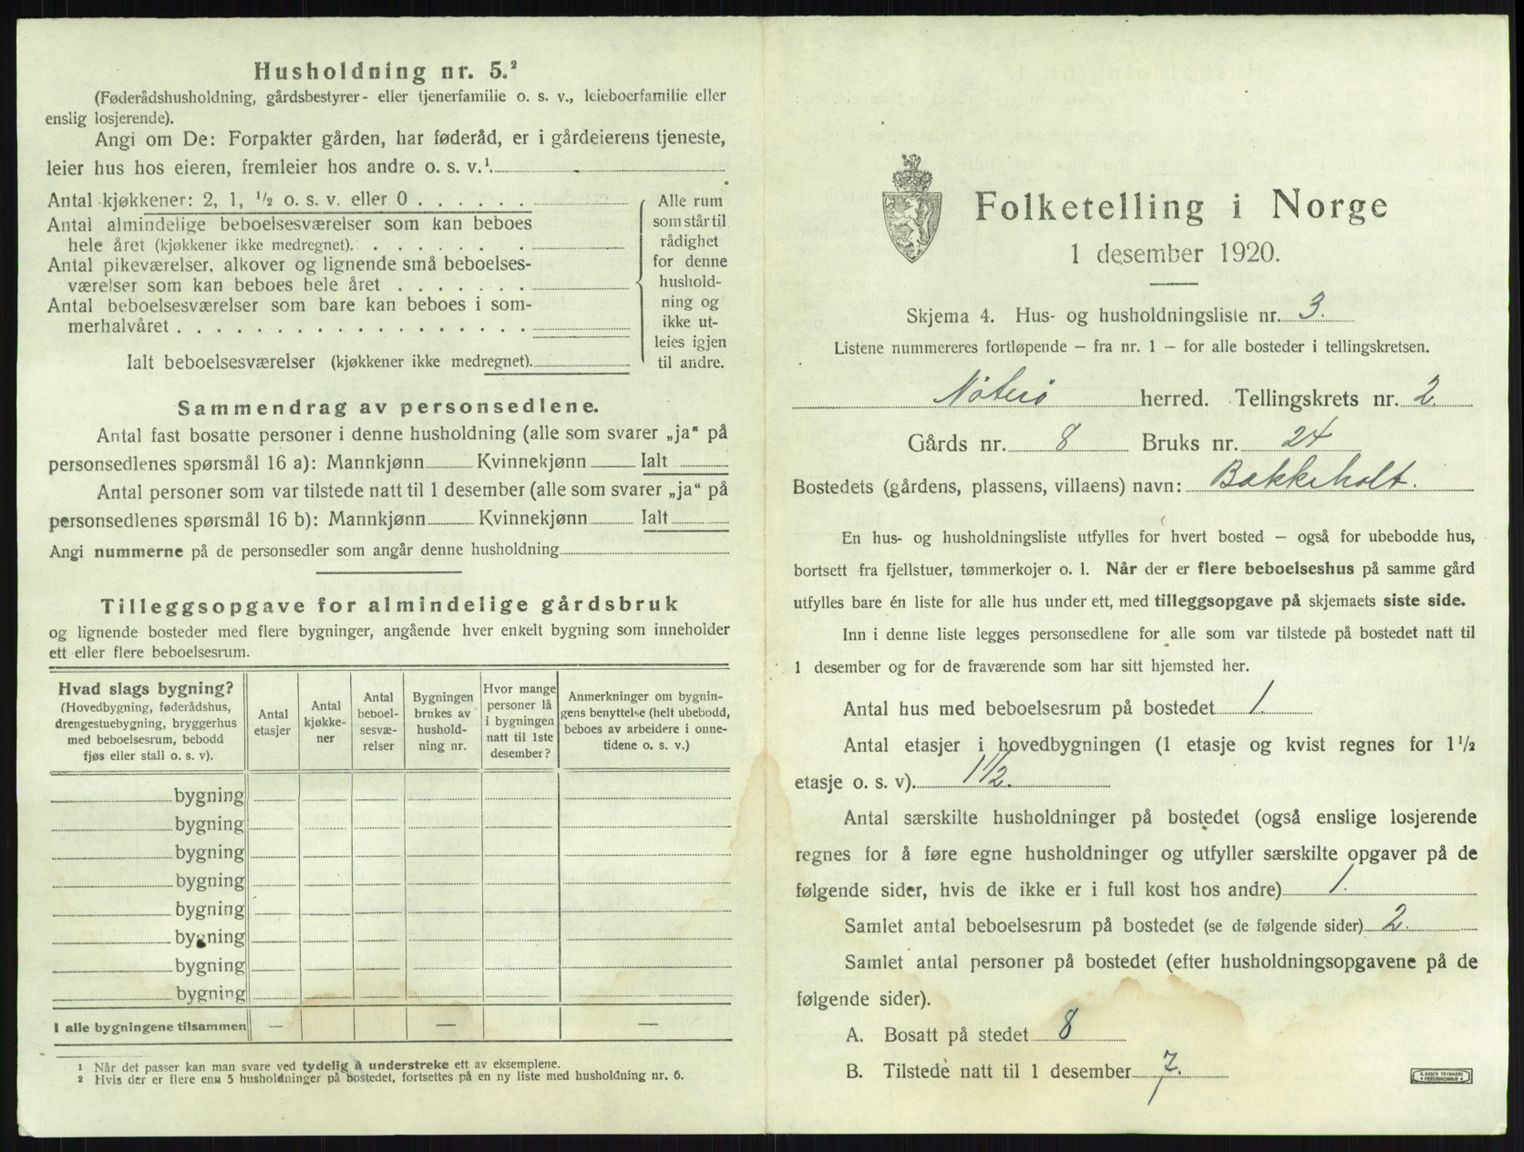 Husholdning nr. 5.²
(Føderådshusholdning, gårdsbestyrer- eller tjenerfamilie o. s. v., leieboerfamilie eller
enslig losjerende).
Angi om De: Forpakter gården, har føderåd, er i gårdeierens tjeneste,
leier hus hos eieren, fremleier hos andre o. s. v.¹.
Antal kjøkkener: 2, 1, ½ o. s. v. eller 0 . . . . . .
Antal almindelige beboelsesværelser som kan beboes
hele året (kjøkkener ikke medregnet). . . . . . . .
Antal pikeværelser, alkover og lignende små beboelses-
værelser som kan beboes hele året . . . . . . .
Antal beboelsesværelser som bare kan beboes i som-
merhalvåret . . . . . . . . . . . . . . . . . .
Ialt beboelsesværelser (kjøkkener ikke medregnet).
Alle rum
som står til
rådighet
for denne
hushold-
ning og
ikke ut-
leies igjen
til andre.
Sammendrag av personsedlene.
Antal fast bosatte personer i denne husholdning (alle som svarer „ja“ på
personsedlenes spørsmål 16 a): Mannkjønn Kvinnekjønn Ialt
Antal personer som var tilstede natt til 1 desember (alle som svarer „ja“ på
personsedlenes spørsmål 16 b): Mannkjønn Kvinnekjønn Ialt
Angi nummerne på de personsedler som angår denne husholdning
Tilleggsopgave for almindelige gårdsbruk
og lignende bosteder med flere bygninger, angående hver enkelt bygning som inneholder
ett eller flere beboelsesrum.
Hvad slags bygning?
(Hovedbygning, føderådshus,
drengestuebygning, bryggerhus
med beboelsesrum, bebodd
fjøs eller stall o. s. v).
Antal
etasjer
Antal
kjøkke-
ner
Antal
beboel-
sesvæ-
relser
Bygningen
brukes av
hushold-
ning nr.
Hvor mange
personer lå
i bygningen
natt til 1ste
desember?
Anmerkninger om bygnin-
gens benyttelse (helt ubebodd,
beboes av arbeidere i onne-
tidene o. s. v.)
bygning
bygning
bygning
bygning
bygning
bygning
bygning
bygning
I alle bygningene tilsammen — — —
¹ Når det passer kan man svare ved tydelig å understreke ett av eksemplene.
² Hvis der er flere enn 5 husholdninger på bostedet, fortsettes på en ny liste med husholdning nr. 6.
Folketelling i Norge
1 desember 1920.
Skjema 4. Hus- og husholdningsliste nr. 3.
Listene nummereres fortløpende – fra nr. 1 – for alle bosteder i tellingskretsen.
Nøterø herred. Tellingskrets nr. 2.
Gårds nr. 8 Bruks nr. 24
Bostedets (gårdens, plassens, villaens) navn: Bakkeholt.
En hus- og husholdningsliste utfylles for hvert bosted – også for ubebodde hus,
bortsett fra fjellstuer, tømmerkojer o. l. Når der er flere beboelseshus på samme gård
utfylles bare én liste for alle hus under ett, med tilleggsopgave på skjemaets siste side.
Inn i denne liste legges personsedlene for alle som var tilstede på bostedet natt til
1 desember og for de fraværende som har sitt hjemsted her.
Antal hus med beboelsesrum på bostedet 1.
Antal etasjer i hovedbygningen (1 etasje og kvist regnes for 1½
etasje o. s. v). 1½.
Antal særskilte husholdninger på bostedet (også enslige losjerende
regnes for å føre egne husholdninger og utfyller særskilte opgaver på de
følgende sider, hvis de ikke er i full kost hos andre) 1.
Samlet antal beboelsesrum på bostedet (se de følgende sider) 2.
Samlet antal personer på bostedet (efter husholdningsopgavene på de
følgende sider).
A. Bosatt på stedet 8
B. Tilstede natt til 1 desember 7.